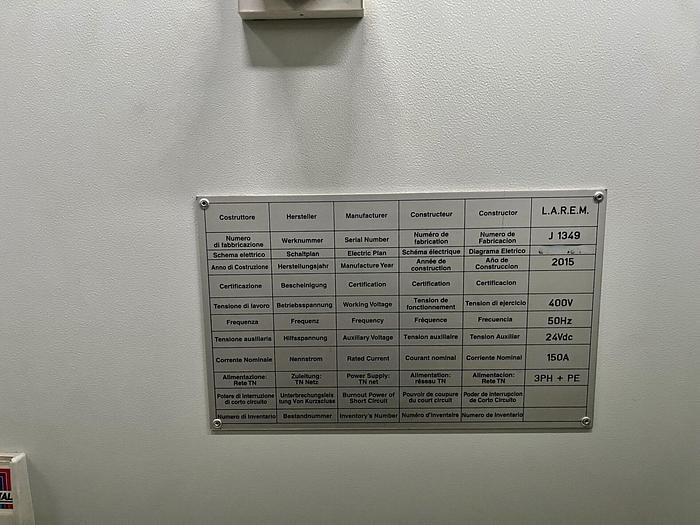 Costruttore Hersteller Manufacturer Constructeur Constructor L.A.R.E.M.
Numero di fabbricazione Werknummer Serial Number Numéro de fabrication Numero de Fabricacion J 1349
Schema elettrico Schaltplan Electric Plan Schéma électrique Diagrama Eletrico
Anno di Costruzione Herstellungsjahr Manufacture Year Année de construction Año de Construccion 2015
Certificazione Bescheinigung Certification Certification Certificacion
Tensione di lavoro Betriebsspannung Working Voltage Tension de fonctionnement Tension di ejercicio 400V
Frequenza Frequenz Frequency Fréquence Frecuencia 50Hz
Tensione ausiliaria Hilfsspannung Auxiliary Voltage Tension auxiliaire Tension Auxiliar 24Vdc
Corrente Nominale Nennstrom Rated Current Courant nominal Corriente Nominal 150A
Alimentazione: Rete TN Zuleitung: TN Netz Power Supply: TN net Alimentation: réseau TN Alimentacion: Rete TN 3PH + PE
Potere di interruzione di corto circuito Unterbrechungsleis tung Von Kurzscluss Burnout Power of Short Circuit Pouvoir de coupure du court circuit Poder de interrupcion de Corto Circuito
Numero di Inventario Bestandnummer Inventory's Number Numéro d'inventaire Numero de Inventario